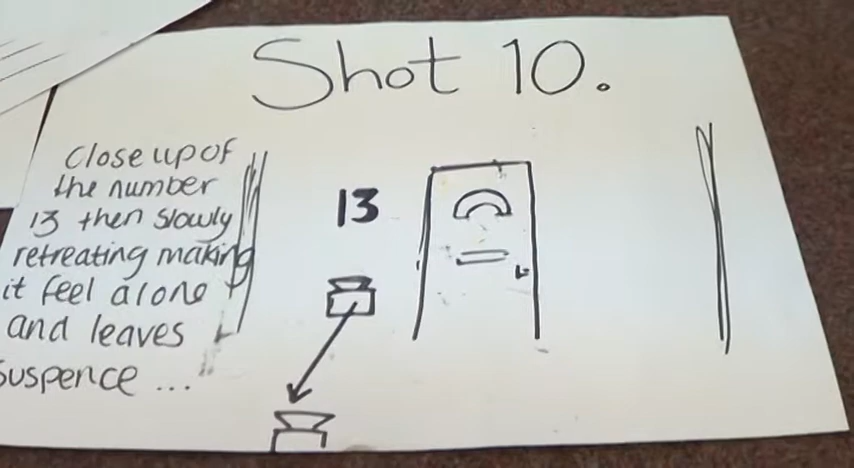 Shot 10.
Close up of
the number
13 then slowly
retreating making
it feel alone
and leaves
suspence ...
13